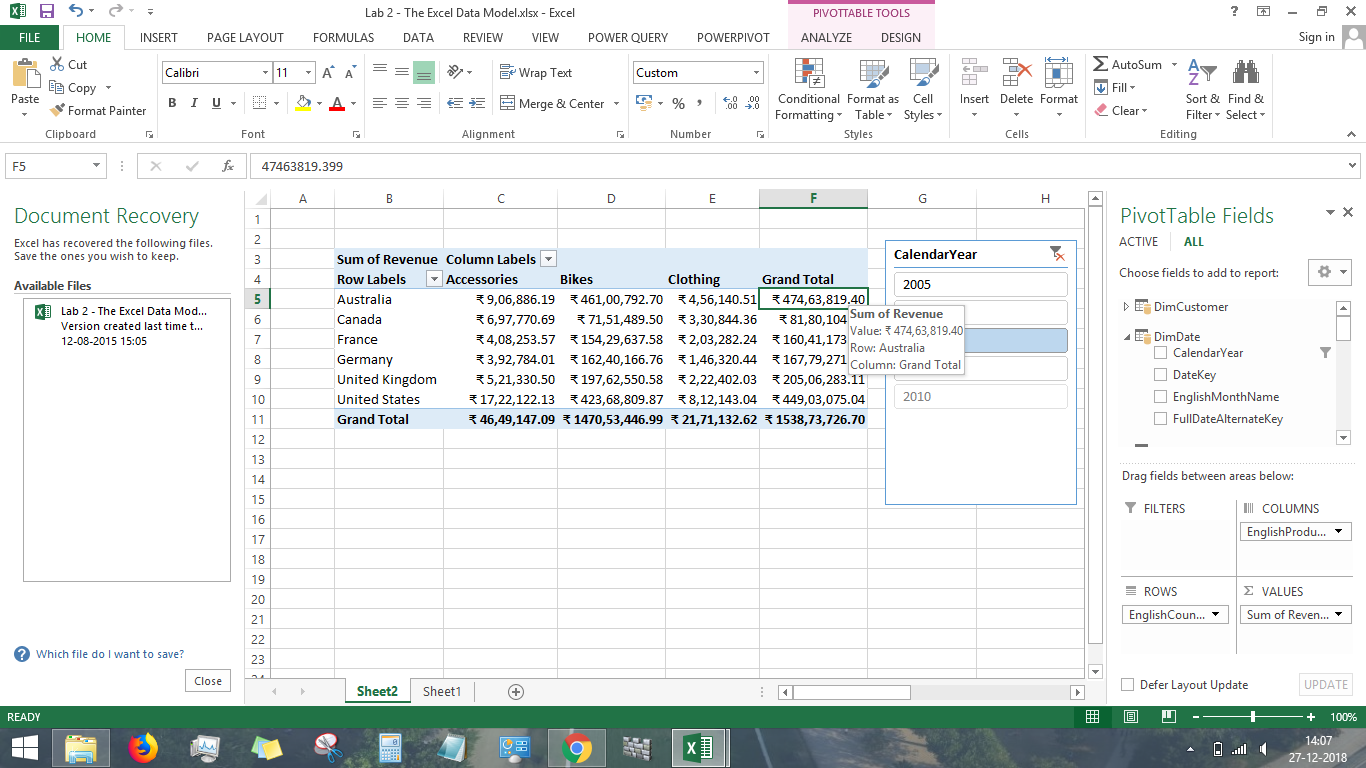 Lab 2 - The Excel Data Model.xlsx - Excel
PIVOTTABLE TOOLS
?
FILE HOME INSERT PAGE LAYOUT FORMULAS DATA REVIEW VIEW POWER QUERY POWERPIVOT ANALYZE DESIGN Sign in
Paste
Cut
Copy
Format Painter
Clipboard
Calibri 11
B I U
Font
Wrap Text
Merge & Center
Alignment
Custom
%
Number
Conditional Formatting
Format as Table
Cell Styles
Styles
Insert
Delete
Format
Cells
AutoSum
Fill
Clear
Sort & Filter
Find & Select
Editing
F5 fx 47463819.399
Document Recovery
Excel has recovered the following files.
Save the ones you wish to keep.
Available Files
Lab 2 - The Excel Data Mod...
Version created last time t...
12-08-2015 15:05
Which file do I want to save?
Close
A B C D E F G H
1
2
3 Sum of Revenue Column Labels
4 Row Labels Accessories Bikes Clothing Grand Total
5 Australia ₹ 9,06,886.19 ₹ 461,00,792.70 ₹ 4,56,140.51 ₹ 474,63,819.40
6 Canada ₹ 6,97,770.69 ₹ 71,51,489.50 ₹ 3,30,844.36 ₹ 81,80,104
7 France ₹ 4,08,253.57 ₹ 154,29,637.58 ₹ 2,03,282.24 ₹ 160,41,173
8 Germany ₹ 3,92,784.01 ₹ 162,40,166.76 ₹ 1,46,320.44 ₹ 167,79,271
9 United Kingdom ₹ 5,21,330.50 ₹ 197,62,550.58 ₹ 2,22,402.03 ₹ 205,06,283.11
10 United States ₹ 17,22,122.13 ₹ 423,68,809.87 ₹ 8,12,143.04 ₹ 449,03,075.04
11 Grand Total ₹ 46,49,147.09 ₹ 1470,53,446.99 ₹ 21,71,132.62 ₹ 1538,73,726.70
12
13
14
15
16
17
18
19
20
21
22
23
Sum of Revenue
Value: ₹ 474,63,819.40
Row: Australia
Column: Grand Total
CalendarYear
2005
2010
PivotTable Fields
ACTIVE ALL
Choose fields to add to report:
DimCustomer
DimDate
CalendarYear
DateKey
EnglishMonthName
FullDateAlternateKey
Drag fields between areas below:
FILTERS
COLUMNS
EnglishProdu...
ROWS
EnglishCoun...
Σ VALUES
Sum of Reven...
Defer Layout Update UPDATE
Sheet2 Sheet1
READY 100%
14:07
27-12-2018